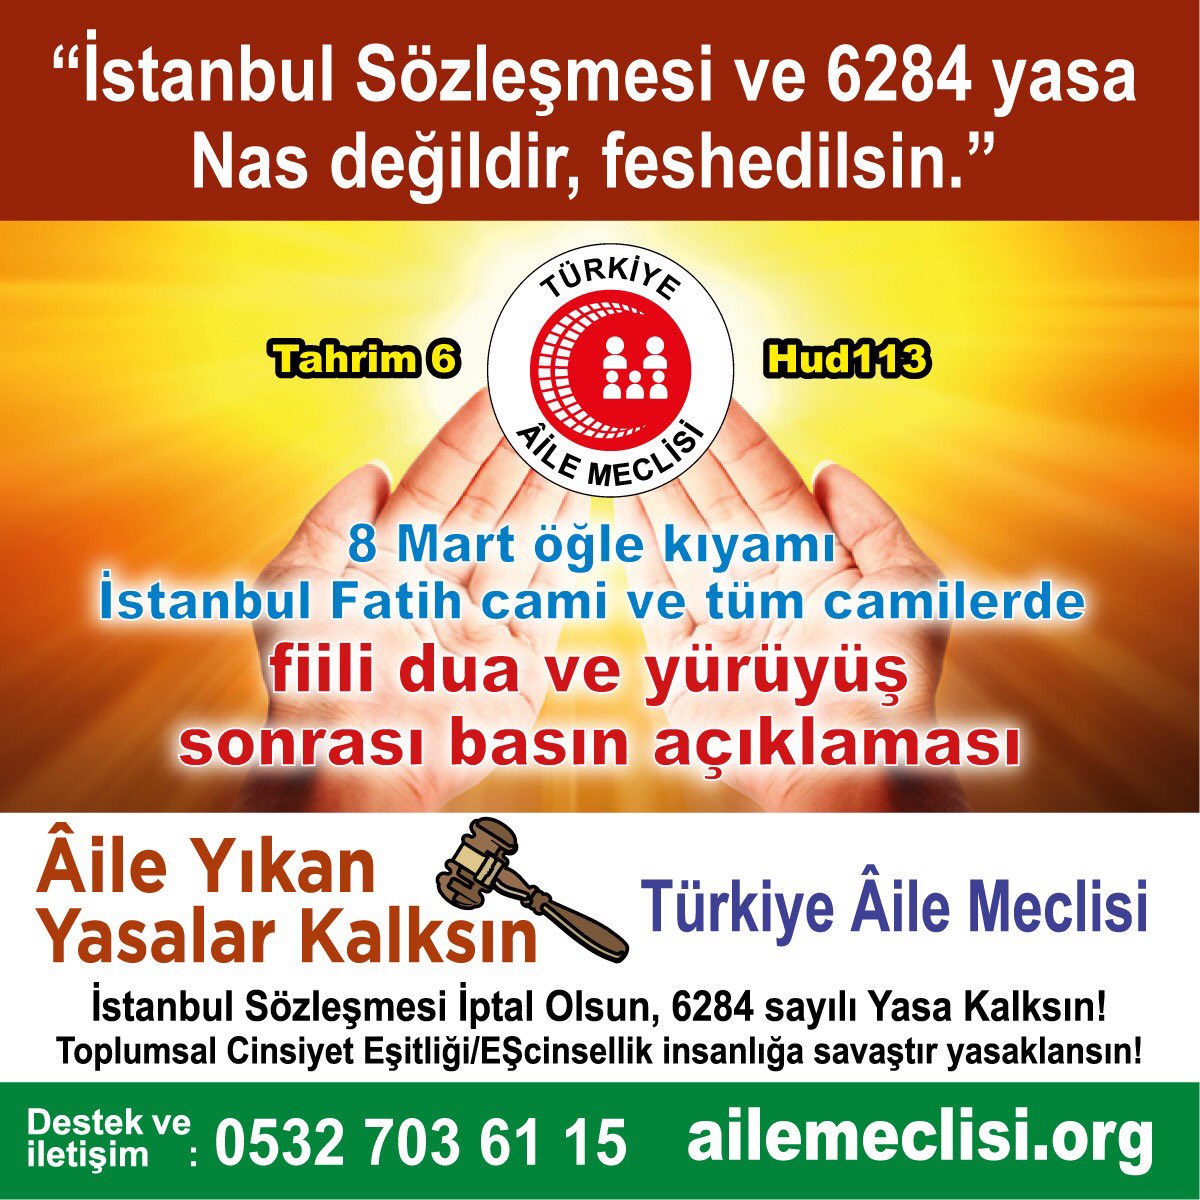 “İstanbul Sözleşmesi ve 6284 yasa
Nas değildir, feshedilsin.”
TÜRKİYE
ÂİLE MECLİSİ
Tahrim 6
Hud113
8 Mart öğle kıyamı
İstanbul Fatih cami ve tüm camilerde
fiili dua ve yürüyüş
sonrası basın açıklaması
Âile Yıkan
Yasalar Kalksın
Türkiye Âile Meclisi
İstanbul Sözleşmesi İptal Olsun, 6284 sayılı Yasa Kalksın!
Toplumsal Cinsiyet Eşitliği/EŞcinsellik insanlığa savaştır yasaklansın!
Destek ve
iletişim :
0532 703 61 15
ailemeclisi.org